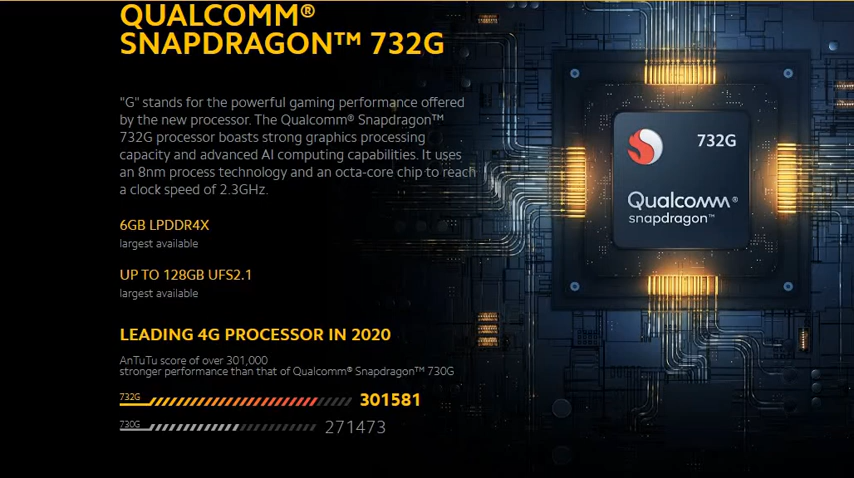 QUALCOMM®
SNAPDRAGON™ 732G
"G" stands for the powerful gaming performance offered
by the new processor. The Qualcomm® Snapdragon™
732G processor boasts strong graphics processing
capacity and advanced AI computing capabilities. It uses
an 8nm process technology and an octa-core chip to reach
a clock speed of 2.3GHz.
6GB LPDDR4X
largest available
UP TO 128GB UFS2.1
largest available
LEADING 4G PROCESSOR IN 2020
AnTuTu score of over 301,000
stronger performance than that of Qualcomm® Snapdragon™ 730G
732G 301581
730G 271473
732G
Qualcomm®
snapdragon™